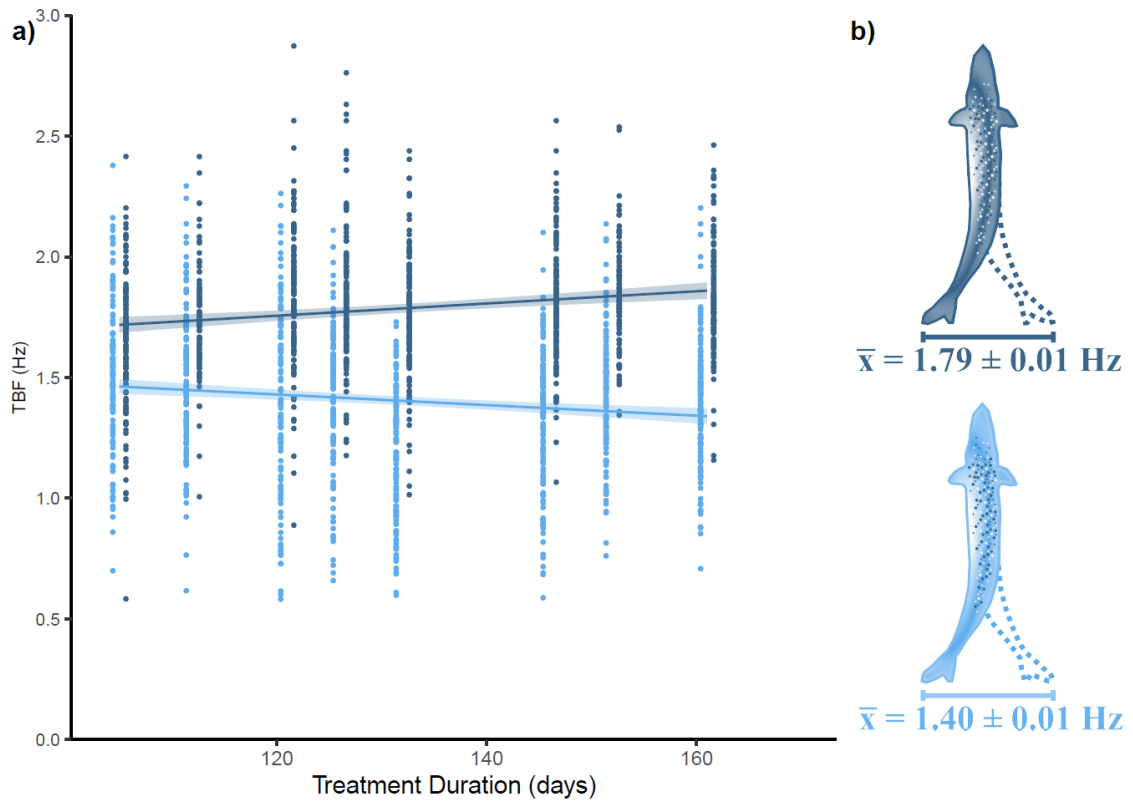 a)
3.0
2.5
2.0
1.5
1.0
0.5
0.0
TBF (Hz)
120
140
160
Treatment Duration (days)
b)
x̅ = 1.79 ± 0.01 Hz
x̅ = 1.40 ± 0.01 Hz